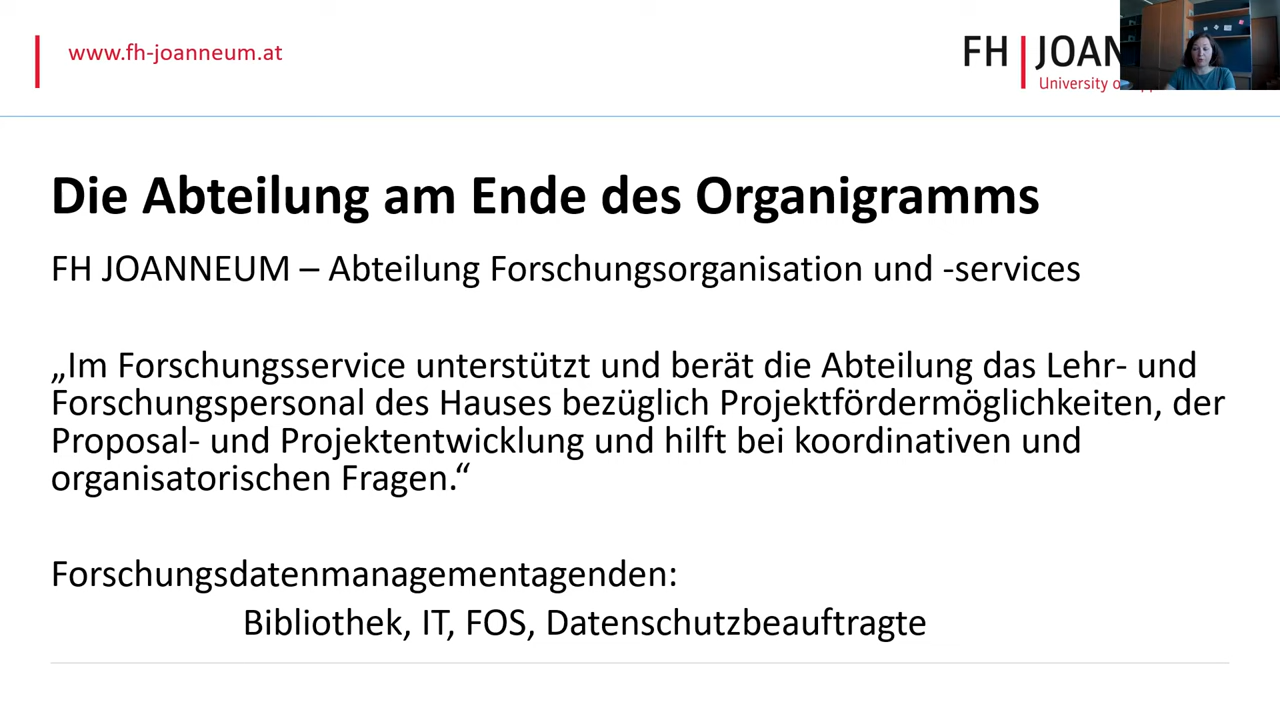 www.fh-joanneum.at
FH JOAN
University o
Die Abteilung am Ende des Organigramms
FH JOANNEUM – Abteilung Forschungsorganisation und -services
„Im Forschungsservice unterstützt und berät die Abteilung das Lehr- und
Forschungspersonal des Hauses bezüglich Projektfördermöglichkeiten, der
Proposal- und Projektentwicklung und hilft bei koordinativen und
organisatorischen Fragen.“
Forschungsdatenmanagementagenden:
Bibliothek, IT, FOS, Datenschutzbeauftragte